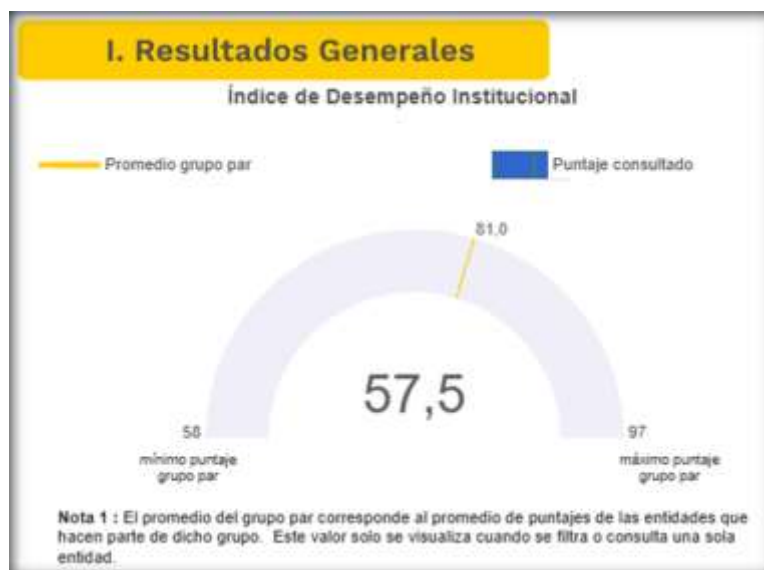 I. Resultados Generales
Índice de Desempeño Institucional
Promedio grupo par
Puntaje consultado
81,0
57,5
58
97
mínimo puntaje
grupo par
máximo puntaje
grupo par
Nota 1 : El promedio del grupo par corresponde al promedio de puntajes de las entidades que
hacen parte de dicho grupo. Este valor solo se visualiza cuando se filtra o consulta una sola
entidad.